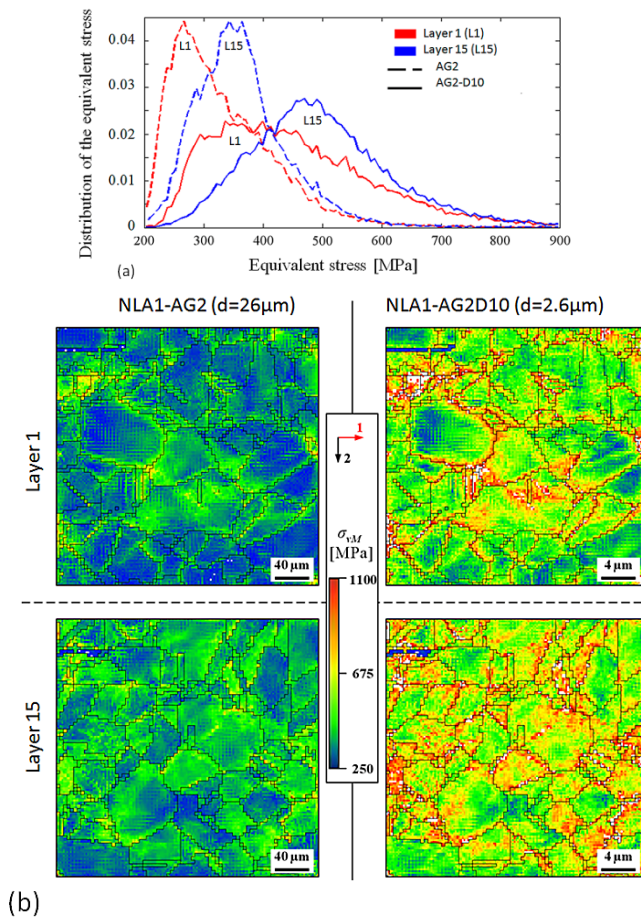 Distribution of the equivalent stress
0.04
0.03
0.02
0.01
0
L1
L15
L1
L15
Layer 1 (L1)
Layer 15 (L15)
AG2
AG2-D10
200 300 400 500 600 700 800 900
(a) Equivalent stress [MPa]
NLA1-AG2 (d=26μm) NLA1-AG2D10 (d=2.6μm)
Layer 1
1
2
40 μm
4 μm
σvM
[MPa]
1100
675
250
Layer 15
40 μm
4 μm
(b)